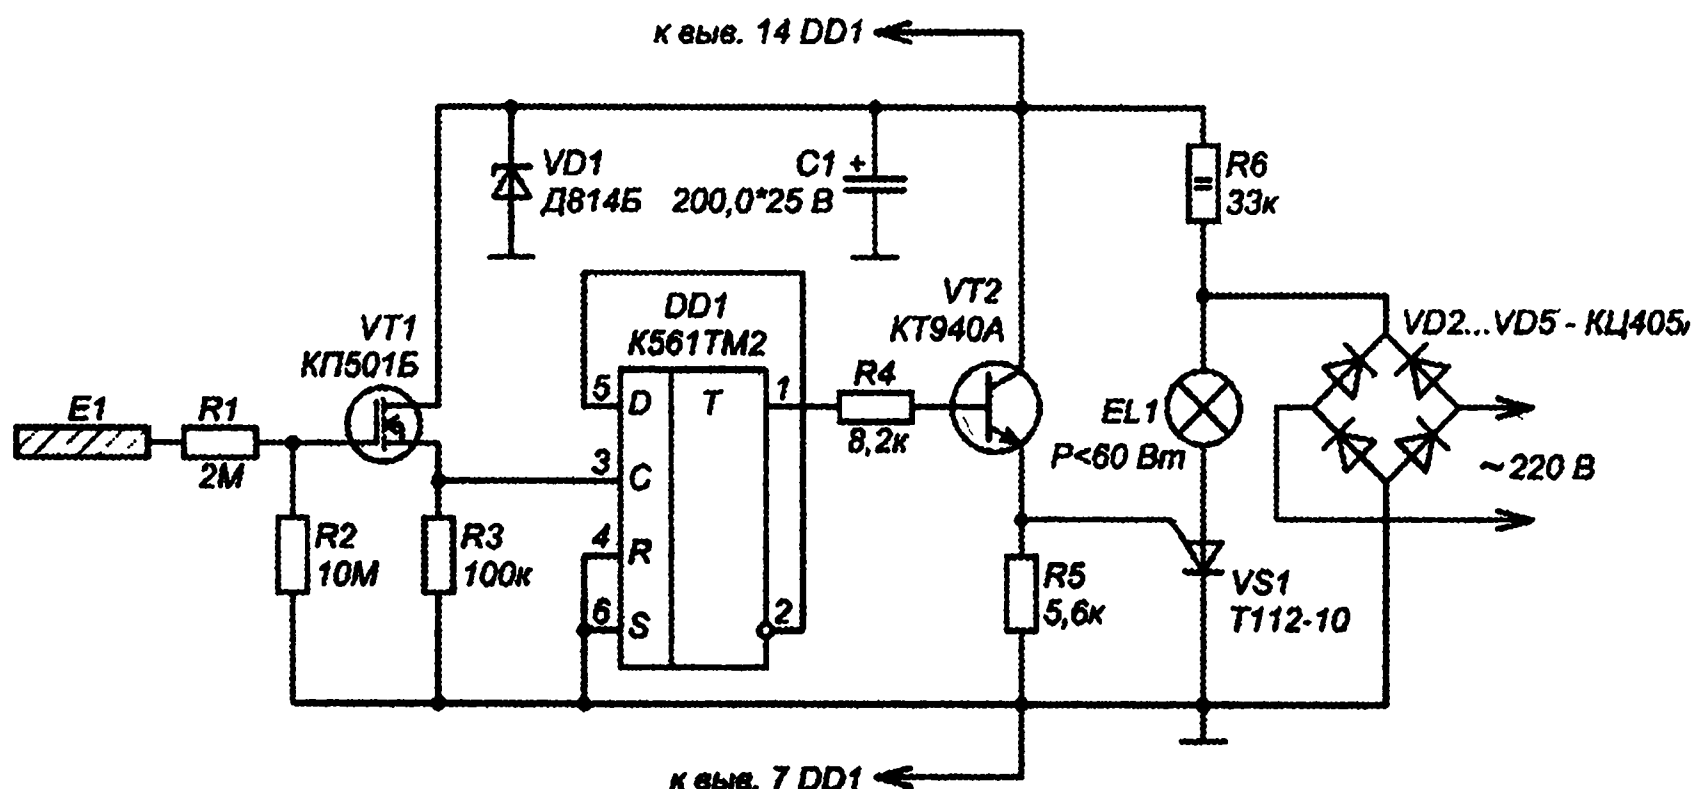 к выв. 14 DD1
VD1
Д814Б
C1 +
200,0*25 В
R6
33к
VT1
КП501Б
DD1
К561ТМ2
VT2
КТ940А
VD2...VD5 - КЦ405
E1
R1
2М
5
D
T
1
R4
8,2к
EL1
P<60 Вт
~220 В
3
C
R2
10М
R3
100к
4
R
6
S
2
R5
5,6к
VS1
Т112-10
к выв. 7 DD1